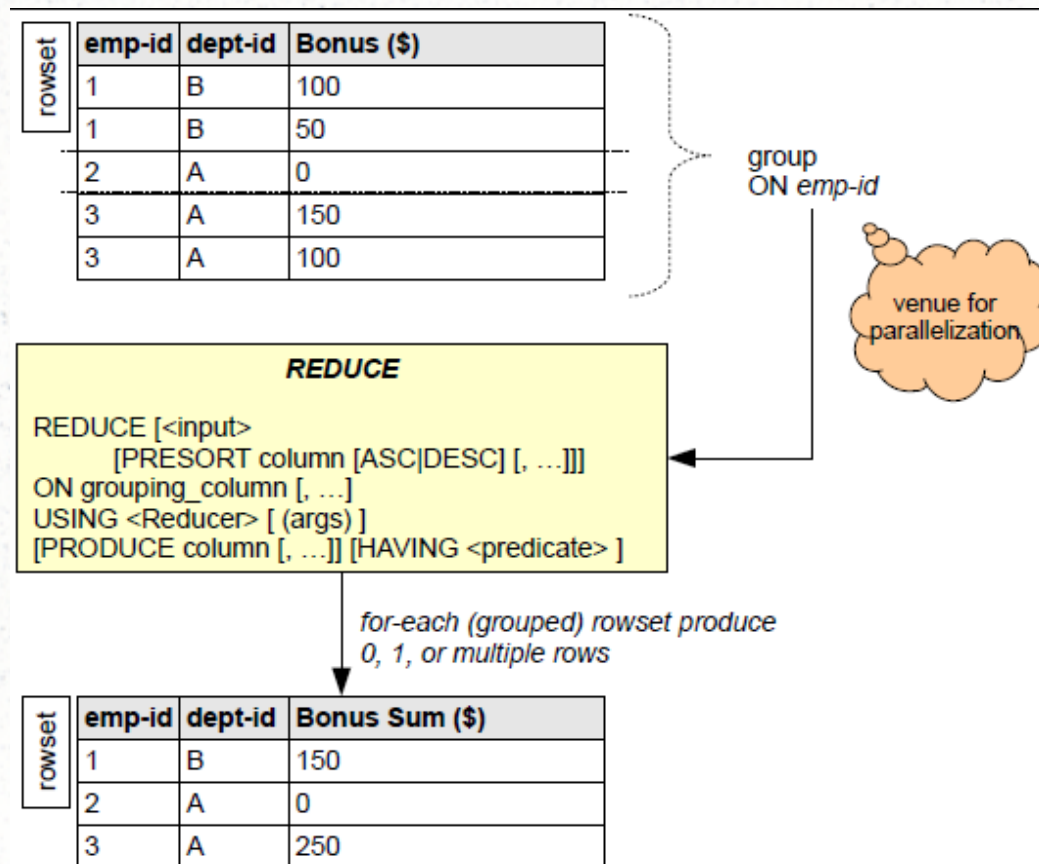 rowset
emp-id dept-id Bonus ($)
1 B 100
1 B 50
2 A 0
3 A 150
3 A 100
group
ON emp-id
venue for
parallelization
REDUCE
REDUCE [<input>
[PRESORT column [ASC|DESC] [, …]]]
ON grouping_column [, …]
USING <Reducer> [ (args) ]
[PRODUCE column [, …]] [HAVING <predicate> ]
for-each (grouped) rowset produce
0, 1, or multiple rows
rowset
emp-id dept-id Bonus Sum ($)
1 B 150
2 A 0
3 A 250